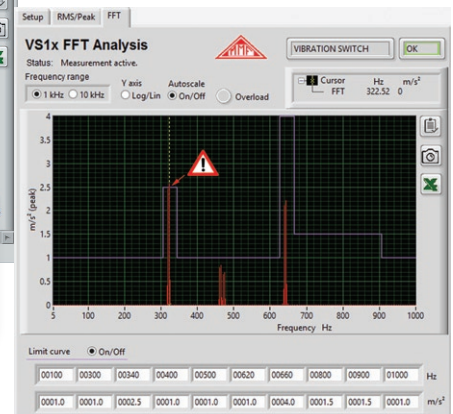 Setup RMS/Peak FFT
VS1x FFT Analysis
Status: Measurement active.
MMF
VIBRATION SWITCH OK
Frequency range
1 kHz 10 kHz
Y axis
Log/Lin
Autoscale
On/Off
Overload
Cursor Hz m/s²
FFT 322.52 0
m/s² (peak)
4
3.5
3
2.5
2
1.5
1
0.5
0
5 100 200 300 400 500 600 700 800 900 1000
Frequency Hz
Limit curve On/Off
00100 00300 00340 00400 00500 00620 00660 00800 00900 01000 Hz
0001.0 0001.0 0002.5 0001.0 0001.0 0001.0 0004.0 0001.5 0001.5 0001.0 m/s²